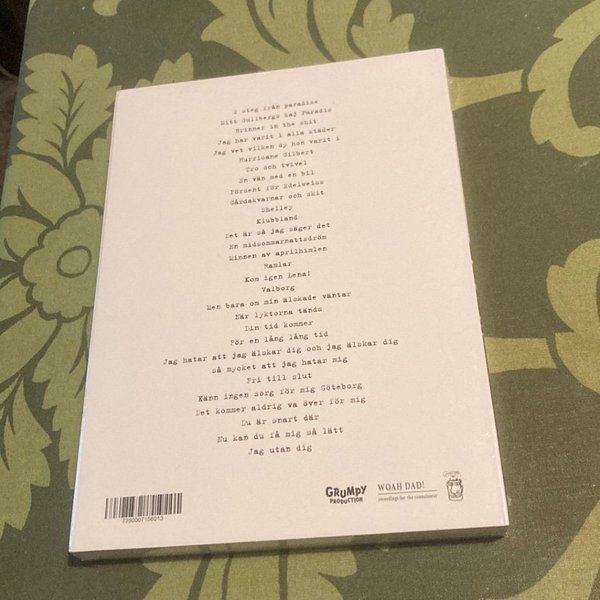 2 steg från paradise
Mitt Gullbergs kaj Paradis
Brinner in the shit
Jag har varit i alla städer
Jag vet vilken dy hon varit i
Hurricane Gilbert
Tro och tvivel
En vän med en bil
Försent för Edelweiss
Gårdakvarnar och skit
Shelley
Klubbland
Det är så jag säger det
En midsommarnattsdröm
Minnen av aprilhimlen
Ramlar
Kom igen Lena!
Valborg
Men bara om min älskade väntar
När lyktorna tänds
Din tid kommer
För en lång lång tid
Jag hatar att jag älskar dig och jag älskar dig
så mycket att jag hatar mig
Fri till slut
Känn ingen sorg för mig Göteborg
Det kommer aldrig va över för mig
Du är snart där
Nu kan du få mig så lätt
Jag utan dig
7350007156013
GRUMPY
PRODUCTION
WOAH DAD!
recordings for the connoisseur